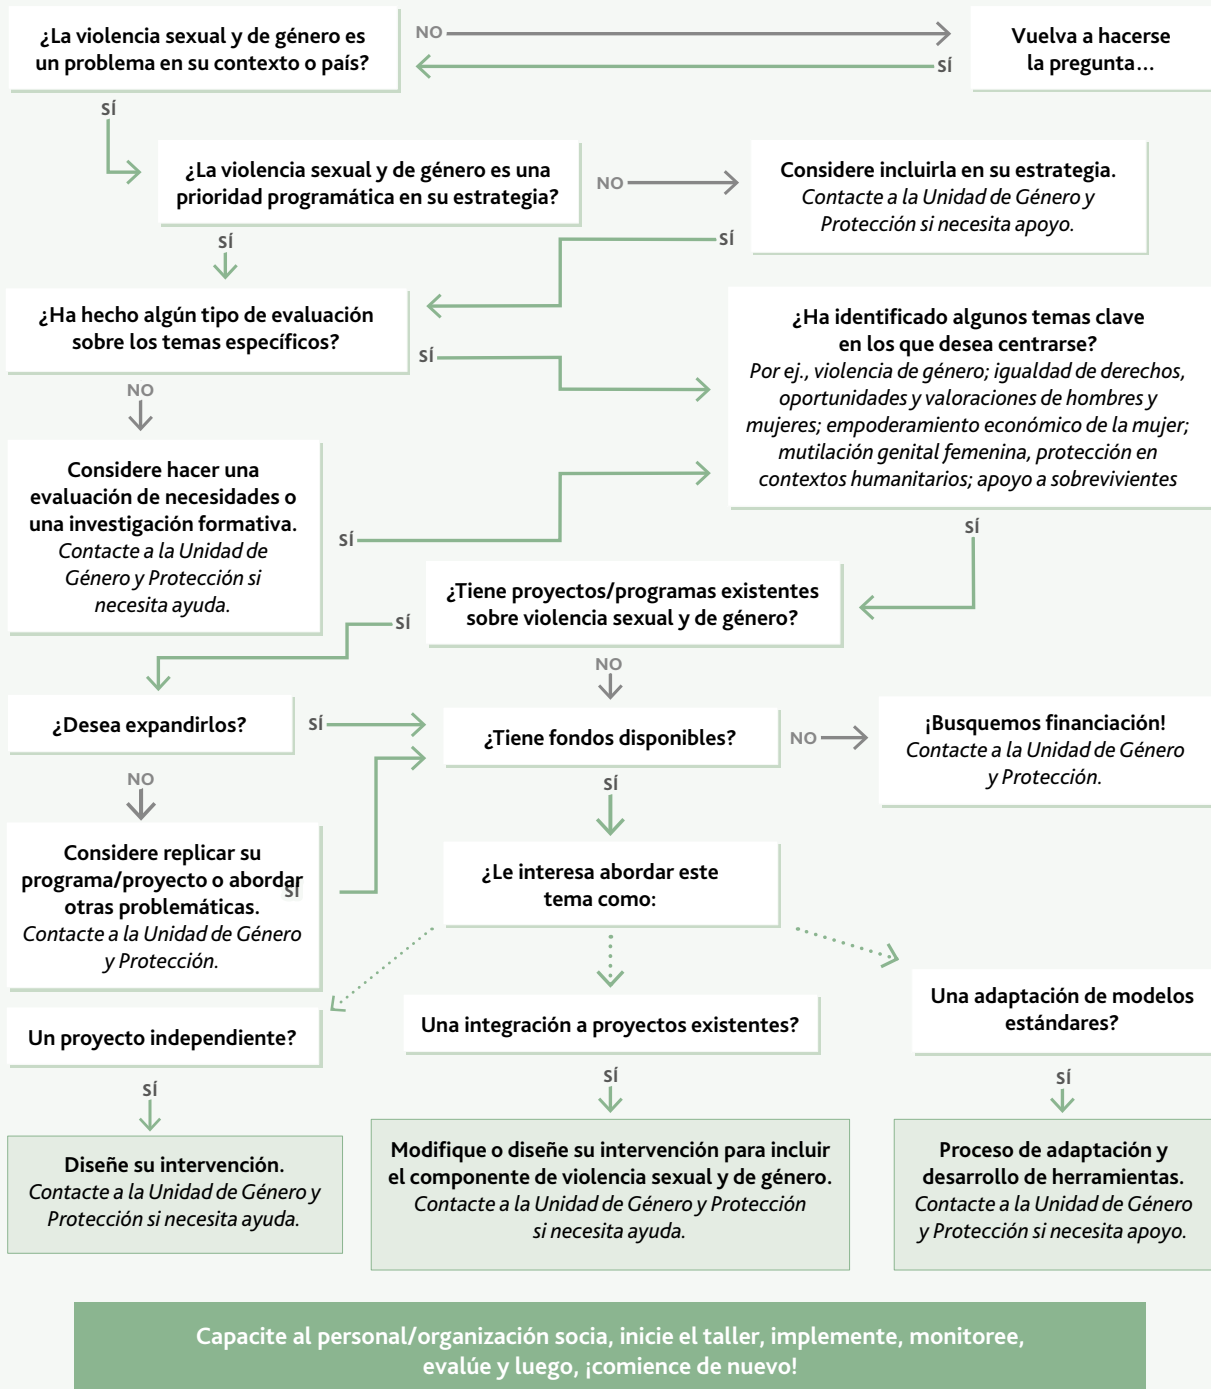 ¿La violencia sexual y de género es
un problema en su contexto o país?
NO
Vuelva a hacerse
la pregunta...
SÍ
SÍ
¿La violencia sexual y de género es una
prioridad programática en su estrategia?
NO
Considere incluirla en su estrategia.
Contacte a la Unidad de Género y
Protección si necesita apoyo.
SÍ
SÍ
¿Ha hecho algún tipo de evaluación
sobre los temas específicos?
SÍ
¿Ha identificado algunos temas clave
en los que desea centrarse?
Por ej., violencia de género; igualdad de derechos,
oportunidades y valoraciones de hombres y
mujeres; empoderamiento económico de la mujer;
mutilación genital femenina, protección en
contextos humanitarios; apoyo a sobrevivientes
NO
Considere hacer una
evaluación de necesidades o
una investigación formativa.
Contacte a la Unidad de
Género y Protección si
necesita ayuda.
SÍ
SÍ
¿Tiene proyectos/programas existentes
sobre violencia sexual y de género?
SÍ
NO
¿Desea expandirlos?
SÍ
¿Tiene fondos disponibles?
NO
¡Busquemos financiación!
Contacte a la Unidad de Género
y Protección.
NO
SÍ
Considere replicar su
programa/proyecto o abordar
otras problemáticas.
Contacte a la Unidad de Género
y Protección.
SÍ
¿Le interesa abordar este
tema como:
Un proyecto independiente?
Una integración a proyectos existentes?
Una adaptación de modelos
estándares?
SÍ
SÍ
SÍ
Diseñe su intervención.
Contacte a la Unidad de Género y
Protección si necesita ayuda.
Modifique o diseñe su intervención para incluir
el componente de violencia sexual y de género.
Contacte a la Unidad de Género y Protección
si necesita ayuda.
Proceso de adaptación y
desarrollo de herramientas.
Contacte a la Unidad de Género
y Protección si necesita apoyo.
Capacite al personal/organización socia, inicie el taller, implemente, monitoree,
evalúe y luego, ¡comience de nuevo!